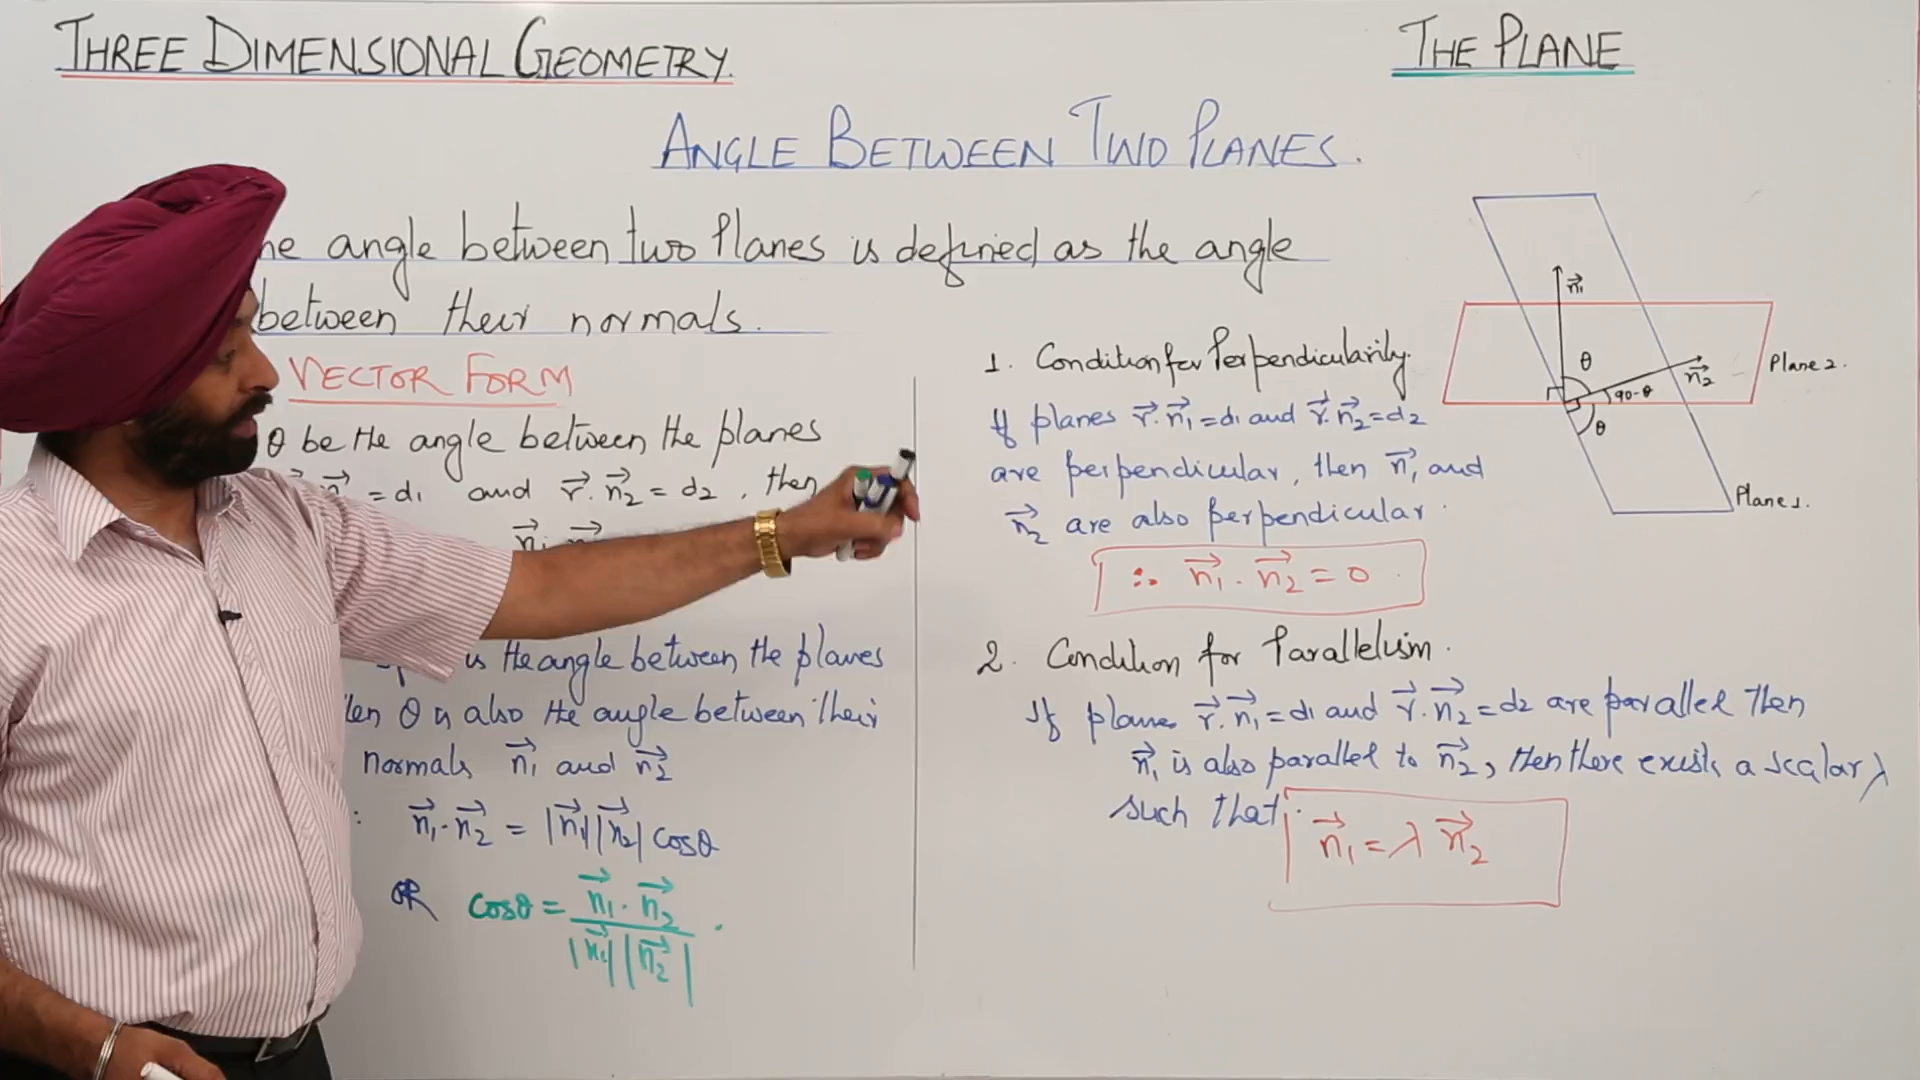 THREE DIMENSIONAL GEOMETRY.
THE PLANE
ANGLE BETWEEN TWO PLANES.
he angle between two Planes is defined as the angle
between their normals.
VECTOR FORM
θ be the angle between the planes
= d₁ and r⃗.n⃗₂ = d₂, then
is the angle between the planes
θ is also the angle between their
normals n⃗₁ and n⃗₂
n⃗₁.n⃗₂ = |n⃗₁||n⃗₂| cosθ
OR cosθ = n⃗₁.n⃗₂ / |n⃗₁||n⃗₂|.
1. Condition for Perpendicularity.
If planes r⃗.n⃗₁ = d₁ and r⃗.n⃗₂ = d₂
are perpendicular, then n⃗₁ and
n⃗₂ are also perpendicular.
∴ n⃗₁.n⃗₂ = 0.
2. Condition for Parallelism.
If planes r⃗.n⃗₁ = d₁ and r⃗.n⃗₂ = d₂ are parallel then
n⃗₁ is also parallel to n⃗₂, then there exists a scalar λ
such that
n⃗₁ = λ n⃗₂
n⃗₁
θ
n⃗₂
90-θ
θ
Plane 2.
Plane 1.